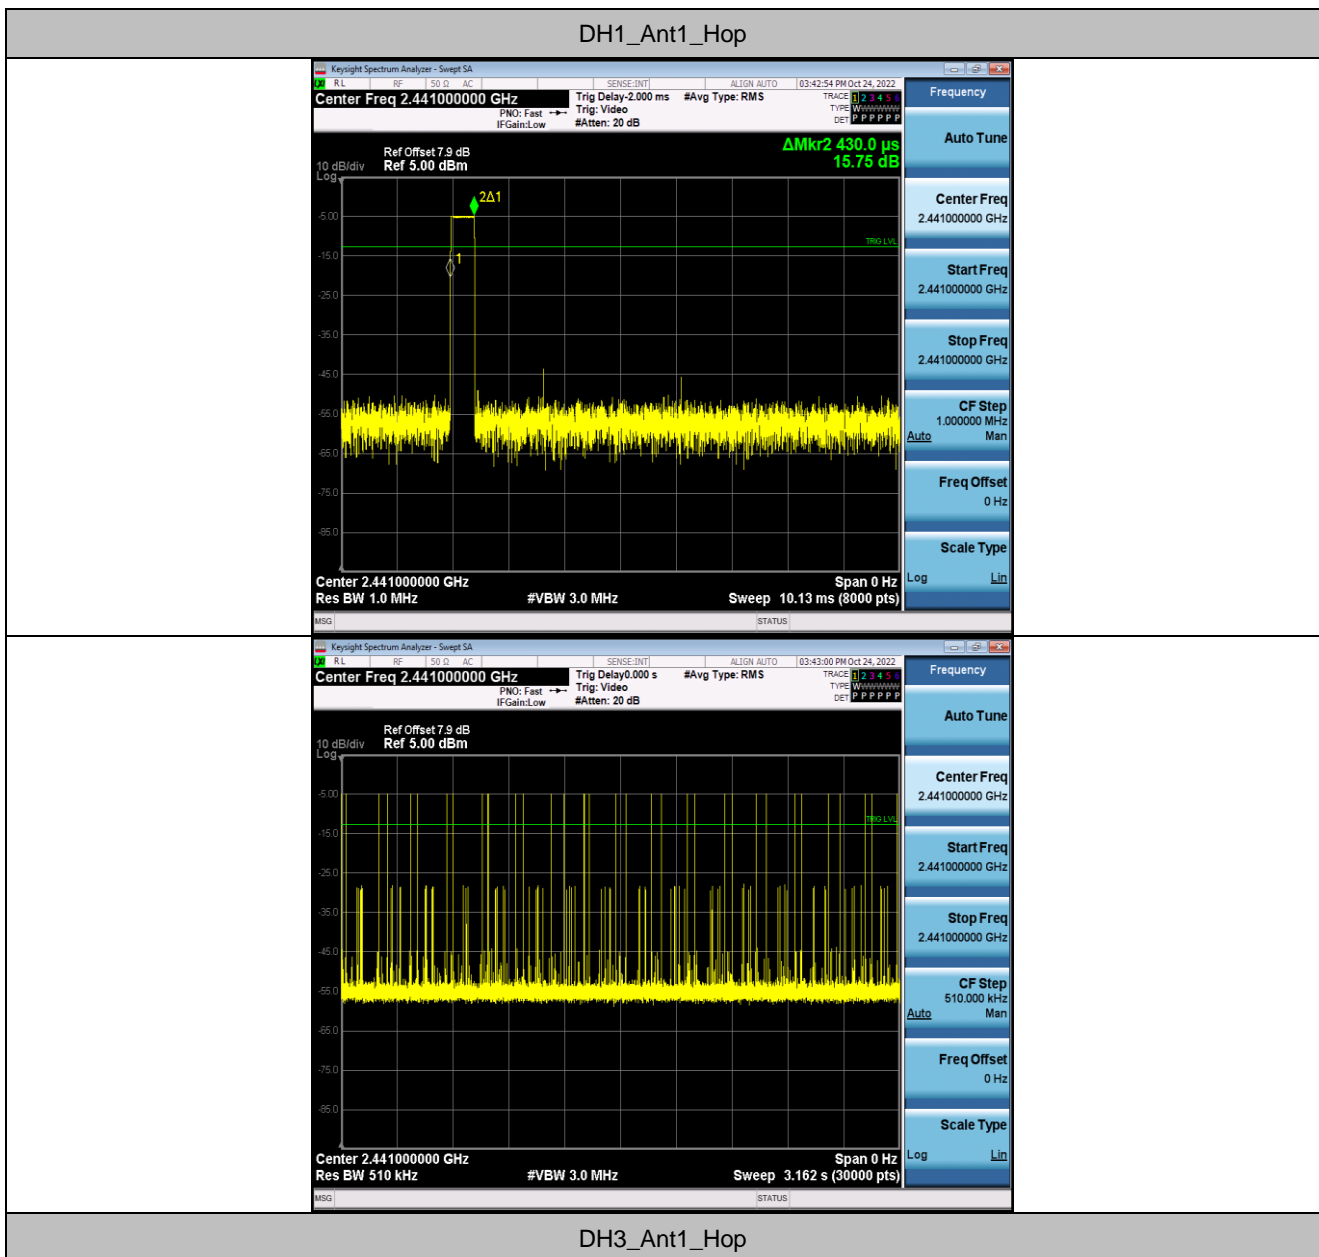 DH1_Ant1_Hop
Keysight Spectrum Analyzer - Swept SA
RL RF 50 Ω AC SENSE:INT ALIGN AUTO 03:42:54 PM Oct 24, 2022
Center Freq 2.441000000 GHz
Trig Delay-2.000 ms #Avg Type: RMS TRACE 1 2 3 4 5 6
PNO: Fast Trig: Video TYPE W
IFGain:Low #Atten: 20 dB DET P P P P P P
Frequency
Auto Tune
ΔMkr2 430.0 µs
15.75 dB
Ref Offset 7.9 dB
10 dB/div Ref 5.00 dBm
Log
2Δ1
1
TRIG LVL
-5.00
-15.0
-25.0
-35.0
-45.0
-55.0
-65.0
-75.0
-85.0
Center Freq
2.441000000 GHz
Start Freq
2.441000000 GHz
Stop Freq
2.441000000 GHz
CF Step
1.000000 MHz
Auto Man
Freq Offset
0 Hz
Scale Type
Log Lin
Center 2.441000000 GHz Span 0 Hz
Res BW 1.0 MHz #VBW 3.0 MHz Sweep 10.13 ms (8000 pts)
MSG STATUS
Keysight Spectrum Analyzer - Swept SA
RL RF 50 Ω AC SENSE:INT ALIGN AUTO 03:43:00 PM Oct 24, 2022
Center Freq 2.441000000 GHz
Trig Delay0.000 s #Avg Type: RMS TRACE 1 2 3 4 5 6
PNO: Fast Trig: Video TYPE W
IFGain:Low #Atten: 20 dB DET P P P P P P
Frequency
Auto Tune
Ref Offset 7.9 dB
10 dB/div Ref 5.00 dBm
Log
TRIG LVL
-5.00
-15.0
-25.0
-35.0
-45.0
-55.0
-65.0
-75.0
-85.0
Center Freq
2.441000000 GHz
Start Freq
2.441000000 GHz
Stop Freq
2.441000000 GHz
CF Step
510.000 kHz
Auto Man
Freq Offset
0 Hz
Scale Type
Log Lin
Center 2.441000000 GHz Span 0 Hz
Res BW 510 kHz #VBW 3.0 MHz Sweep 3.162 s (30000 pts)
MSG STATUS
DH3_Ant1_Hop